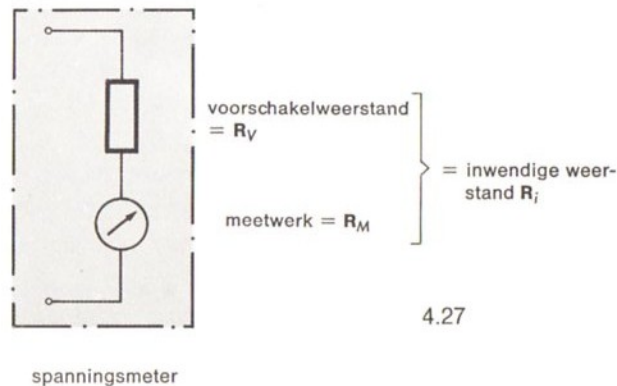 voorschakelweerstand
= R_V
= inwendige weer-
stand R_i
meetwerk = R_M
4.27
spanningsmeter